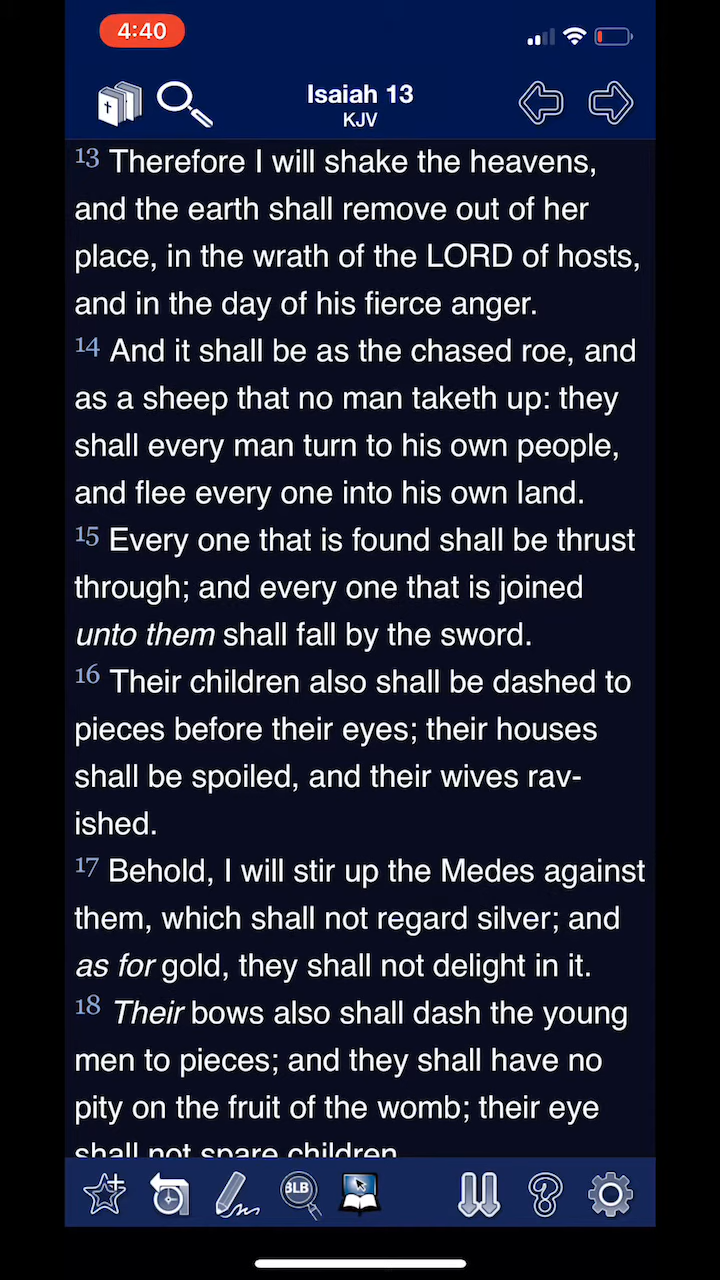 4:40
Isaiah 13
KJV
13 Therefore I will shake the heavens,
and the earth shall remove out of her
place, in the wrath of the LORD of hosts,
and in the day of his fierce anger.
14 And it shall be as the chased roe, and
as a sheep that no man taketh up: they
shall every man turn to his own people,
and flee every one into his own land.
15 Every one that is found shall be thrust
through; and every one that is joined
unto them shall fall by the sword.
16 Their children also shall be dashed to
pieces before their eyes; their houses
shall be spoiled, and their wives rav-
ished.
17 Behold, I will stir up the Medes against
them, which shall not regard silver; and
as for gold, they shall not delight in it.
18 Their bows also shall dash the young
men to pieces; and they shall have no
pity on the fruit of the womb; their eye
shall not spare children.
BLB